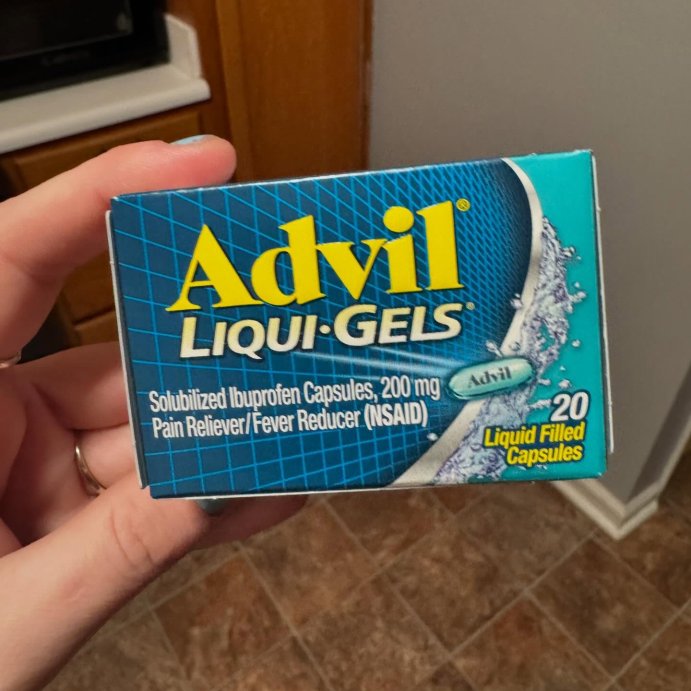 Advil®
LIQUI·GELS®
Solubilized Ibuprofen Capsules, 200 mg
Pain Reliever/Fever Reducer (NSAID)
Advil
20
Liquid Filled
Capsules